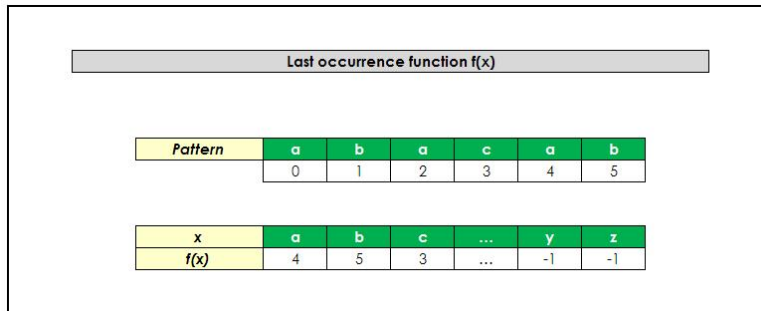 Last occurrence function f(x)
Pattern a b a c a b
0 1 2 3 4 5
x a b c ... y z
f(x) 4 5 3 ... -1 -1